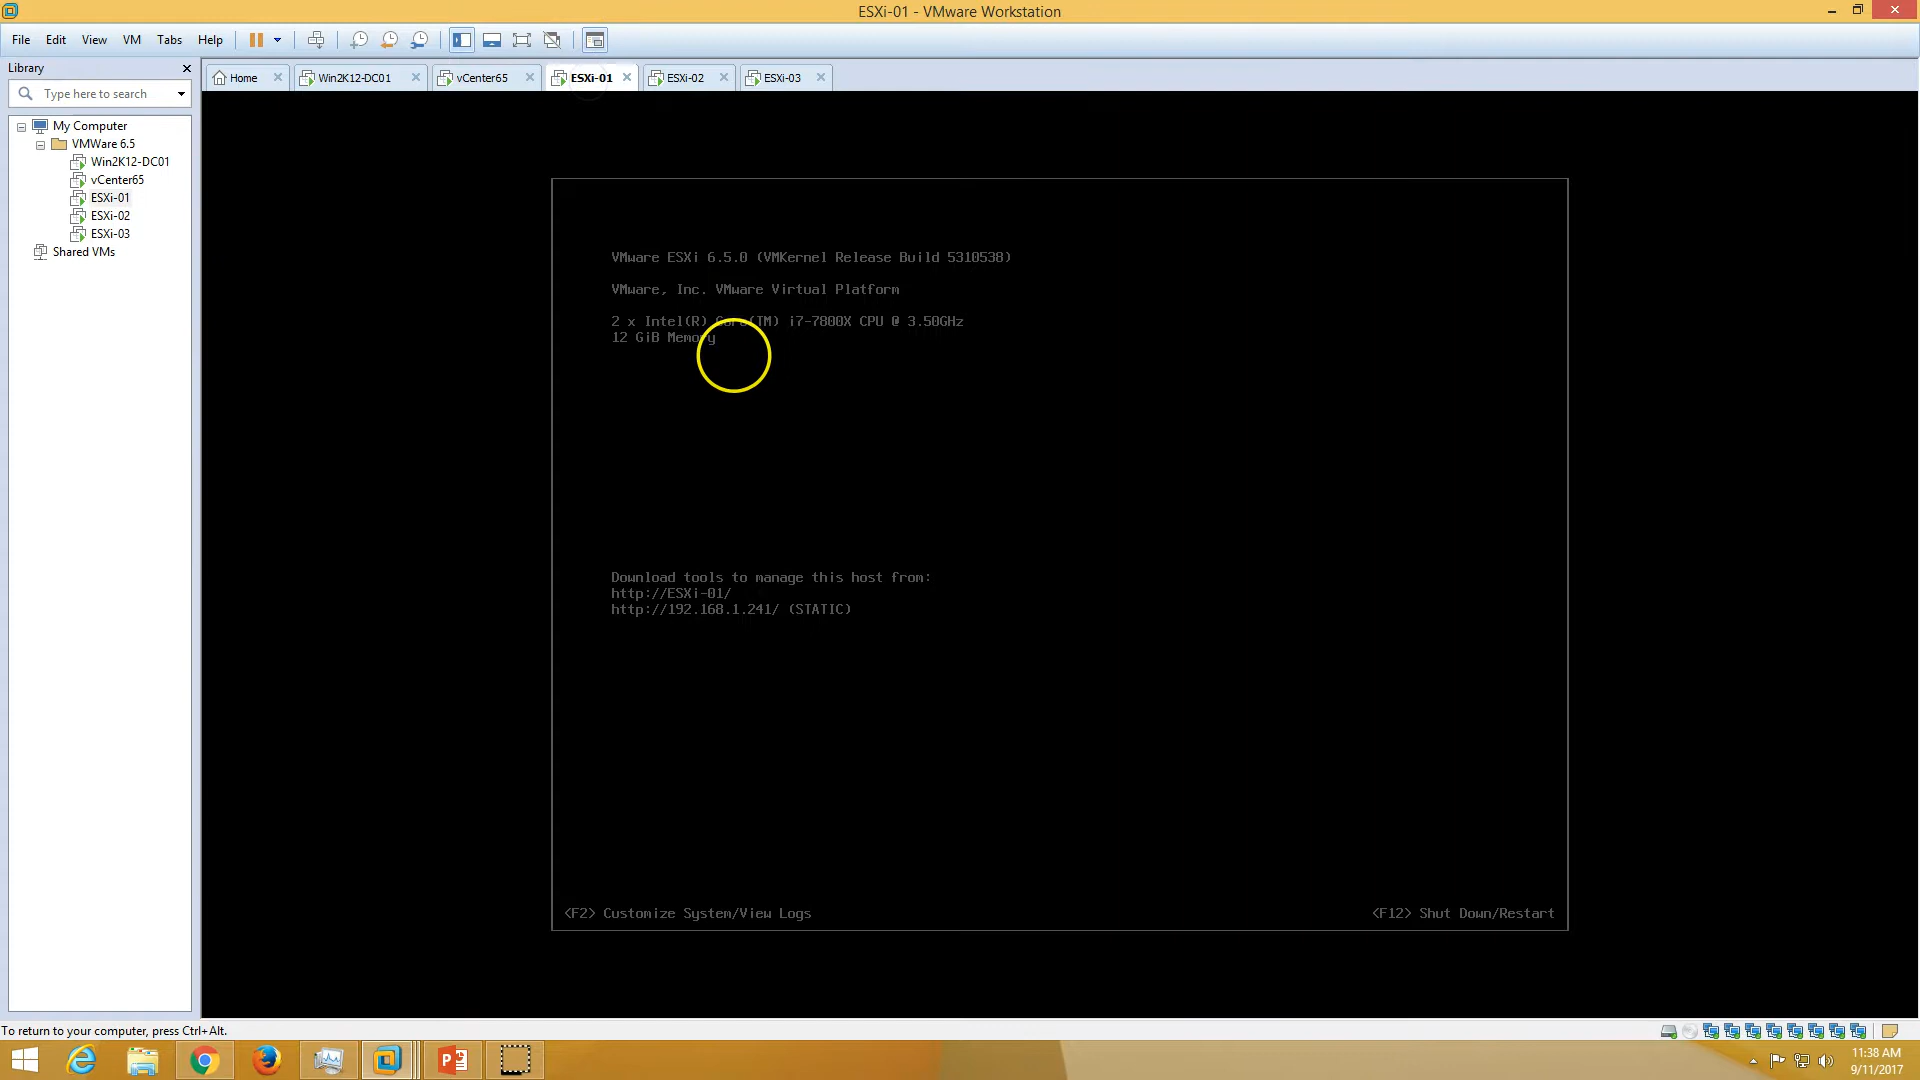 ESXi-01 - VMware Workstation
File Edit View VM Tabs Help
Library
Type here to search
Home
Win2K12-DC01
vCenter65
ESXi-01
ESXi-02
ESXi-03
My Computer
VMWare 6.5
Win2K12-DC01
vCenter65
ESXi-01
ESXi-02
ESXi-03
Shared VMs
VMware ESXi 6.5.0 (VMKernel Release Build 5310538)
VMware, Inc. VMware Virtual Platform
2 x Intel(R) Core(TM) i7-7800X CPU @ 3.50GHz
12 GiB Memory
Download tools to manage this host from:
http://ESXi-01/
http://192.168.1.241/ (STATIC)
<F2> Customize System/View Logs
<F12> Shut Down/Restart
To return to your computer, press Ctrl+Alt.
11:38 AM
9/11/2017